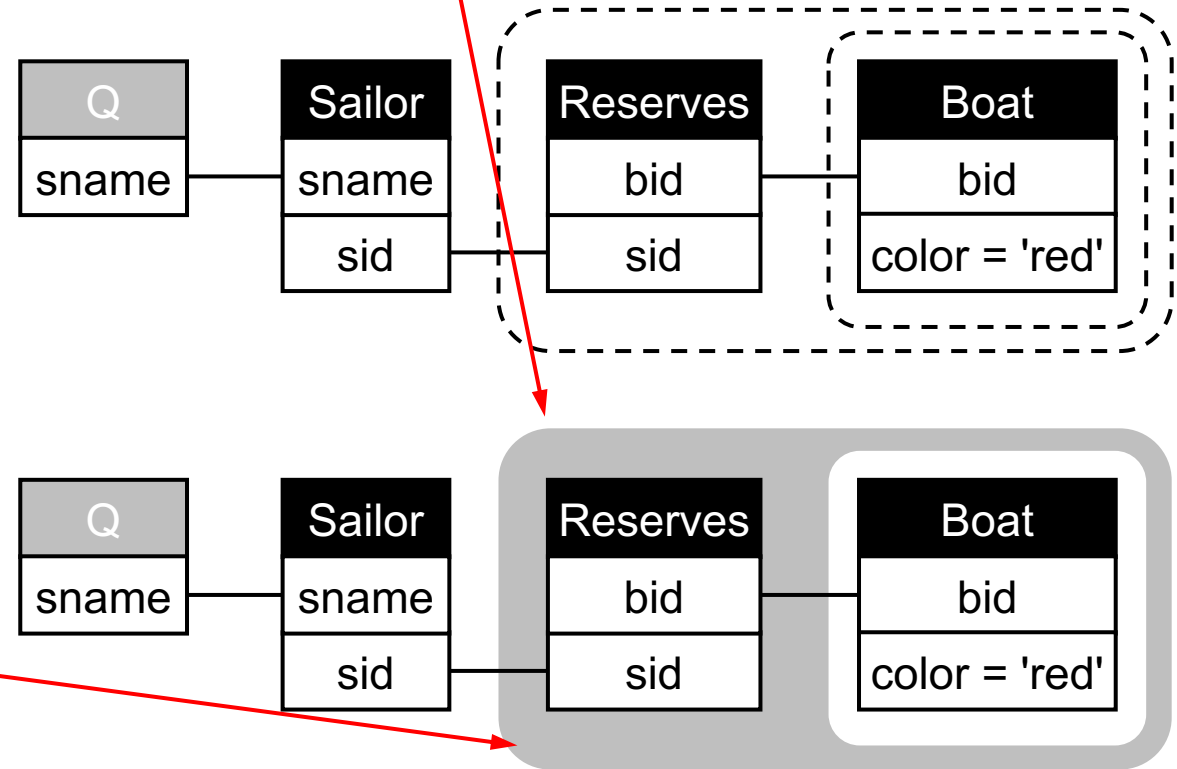 Q Sailor Reserves Boat
sname sname bid bid
sid sid color = 'red'
Q Sailor Reserves Boat
sname sname bid bid
sid sid color = 'red'